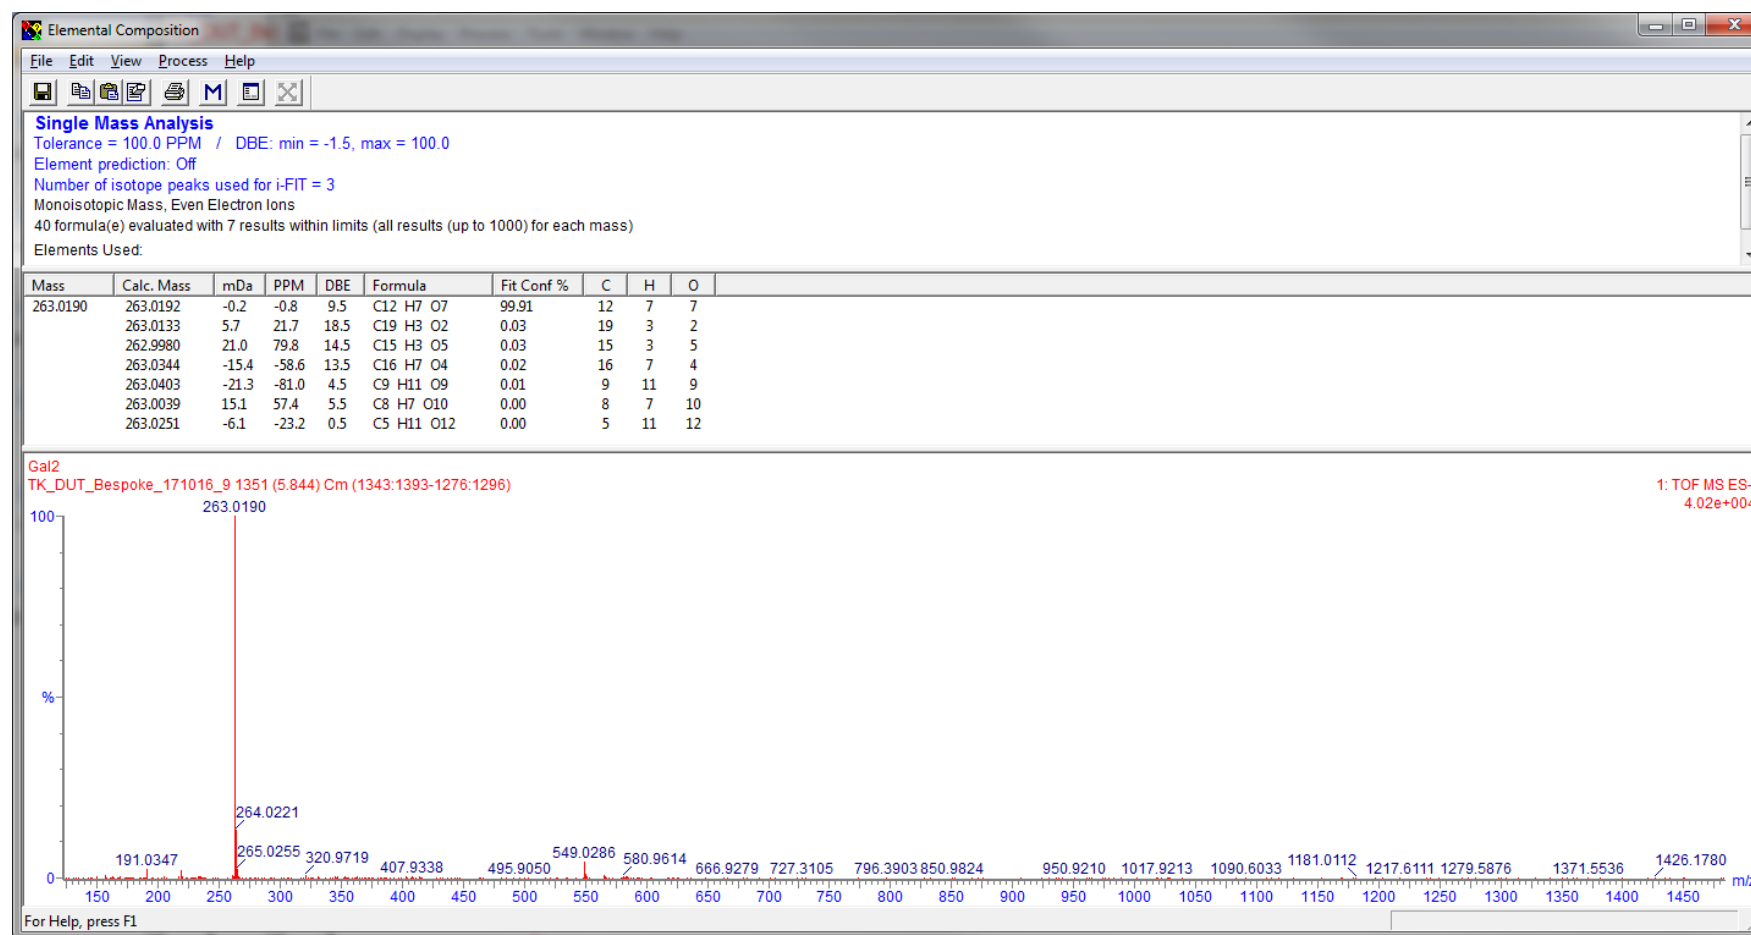 Elemental Composition
File Edit View Process Help
M
Single Mass Analysis
Tolerance = 100.0 PPM / DBE: min = -1.5, max = 100.0
Element prediction: Off
Number of isotope peaks used for i-FIT = 3
Monoisotopic Mass, Even Electron Ions
40 formula(e) evaluated with 7 results within limits (all results (up to 1000) for each mass)
Elements Used:
Mass Calc. Mass mDa PPM DBE Formula Fit Conf % C H O
263.0190 263.0192 -0.2 -0.8 9.5 C12 H7 O7 99.91 12 7 7
263.0133 5.7 21.7 18.5 C19 H3 O2 0.03 19 3 2
262.9980 21.0 79.8 14.5 C15 H3 O5 0.03 15 3 5
263.0344 -15.4 -58.6 13.5 C16 H7 O4 0.02 16 7 4
263.0403 -21.3 -81.0 4.5 C9 H11 O9 0.01 9 11 9
263.0039 15.1 57.4 5.5 C8 H7 O10 0.00 8 7 10
263.0251 -6.1 -23.2 0.5 C5 H11 O12 0.00 5 11 12
Gal2
TK_DUT_Bespoke_171016_9 1351 (5.844) Cm (1343:1393-1276:1296) 1: TOF MS ES-
4.02e+004
263.0190
100
%
264.0221
191.0347 265.0255 320.9719 407.9338 495.9050 549.0286 580.9614 666.9279 727.3105 796.3903 850.9824 950.9210 1017.9213 1090.6033 1181.0112 1217.6111 1279.5876 1371.5536 1426.1780
0
m/z
150 200 250 300 350 400 450 500 550 600 650 700 750 800 850 900 950 1000 1050 1100 1150 1200 1250 1300 1350 1400 1450
For Help, press F1